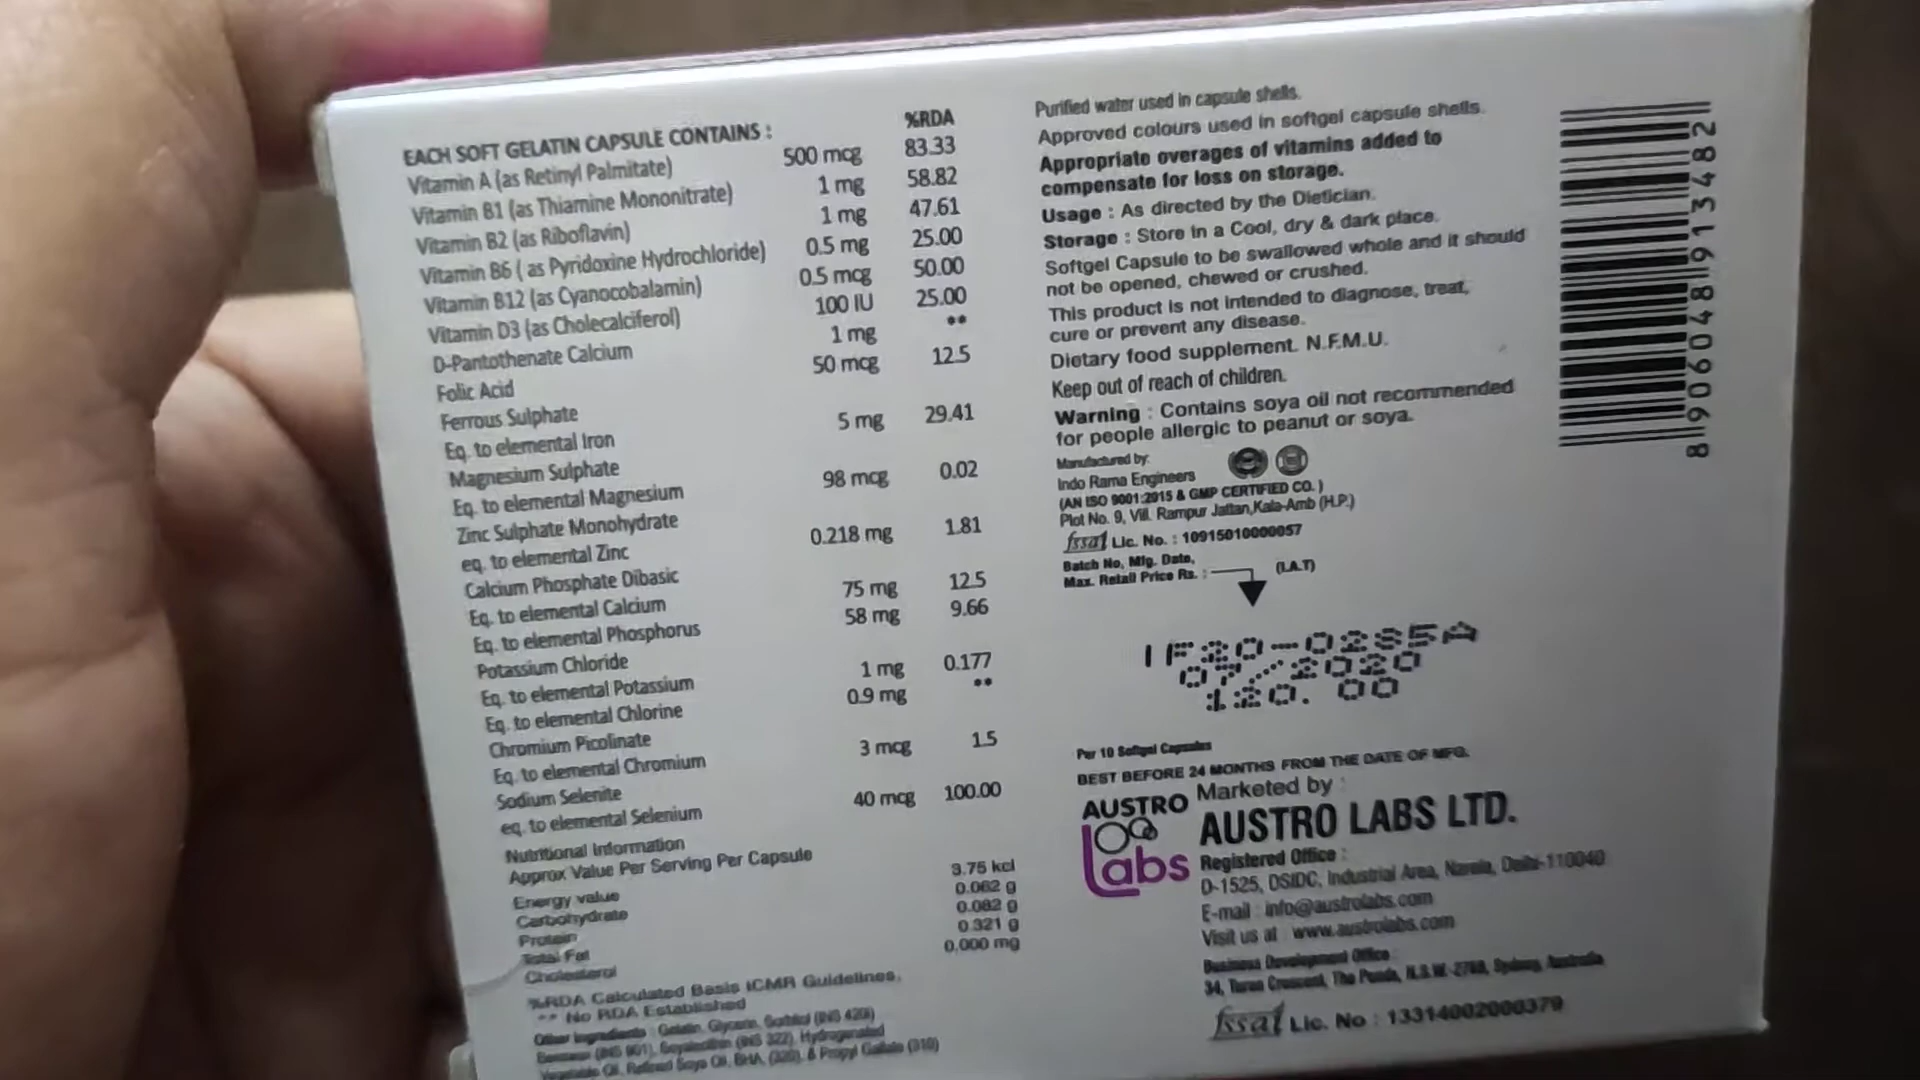 EACH SOFT GELATIN CAPSULE CONTAINS : %RDA
Vitamin A (as Retinyl Palmitate) 500 mcg 83.33
Vitamin B1 (as Thiamine Mononitrate) 1 mg 58.82
Vitamin B2 (as Riboflavin) 1 mg 47.61
Vitamin B6 ( as Pyridoxine Hydrochloride) 0.5 mg 25.00
Vitamin B12 (as Cyanocobalamin) 0.5 mcg 50.00
Vitamin D3 (as Cholecalciferol) 100 IU 25.00
D-Pantothenate Calcium 1 mg **
Folic Acid 50 mcg 12.5
Ferrous Sulphate
Eq. to elemental Iron 5 mg 29.41
Magnesium Sulphate
Eq. to elemental Magnesium 98 mcg 0.02
Zinc Sulphate Monohydrate
eq. to elemental Zinc 0.218 mg 1.81
Calcium Phosphate Dibasic
Eq. to elemental Calcium 75 mg 12.5
Eq. to elemental Phosphorus 58 mg 9.66
Potassium Chloride
Eq. to elemental Potassium 1 mg 0.177
Eq. to elemental Chlorine 0.9 mg **
Chromium Picolinate
Eq. to elemental Chromium 3 mcg 1.5
Sodium Selenite
eq. to elemental Selenium 40 mcg 100.00
Nutritional Information
Approx Value Per Serving Per Capsule
Energy value 3.75 kcl
Carbohydrate 0.062 g
Protein 0.082 g
Total Fat 0.321 g
Cholesterol 0.000 mg
%RDA Calculated Basis ICMR Guidelines.
** No RDA Established
Other Ingredients : Gelatin, Glycerin, Sorbitol (INS 420i)
(INS 901), Soyalecithin (INS 322), Hydrogenated
Vegetable Oil, Refined Soya Oil, BHA, (320), & Propyl Gallate (310)
Purified water used in capsule shells.
Approved colours used in softgel capsule shells.
Appropriate overages of vitamins added to
compensate for loss on storage.
Usage : As directed by the Dietician.
Storage : Store in a Cool, dry & dark place.
Softgel Capsule to be swallowed whole and it should
not be opened, chewed or crushed.
This product is not intended to diagnose, treat,
cure or prevent any disease.
Dietary food supplement. N.F.M.U.
Keep out of reach of children.
Warning : Contains soya oil not recommended
for people allergic to peanut or soya.
Manufactured by:
Indo Rama Engineers
(AN ISO 9001:2015 & GMP CERTIFIED CO. )
Plot No. 9, Vill. Rampur Jattan,Kala-Amb (H.P.)
fssai Lic. No. : 10915010000057
Batch No, Mfg. Date,
Max. Retail Price Rs. : (I.A.T)
IF20-0285A
07/2020
120.00
Per 10 Softgel Capsules
BEST BEFORE 24 MONTHS FROM THE DATE OF MFG.
AUSTRO
Labs
Marketed by :
AUSTRO LABS LTD.
Registered Office :
D-1525, DSIDC, Industrial Area, Narela, Delhi-110040
E-mail : info@austrolabs.com
Visit us at : www.austrolabs.com
Business Development Office :
34, Crescent, The Ponds, N.S.W.-2769, Sydney, Australia
fssai Lic. No : 13314002000379
8906048913482